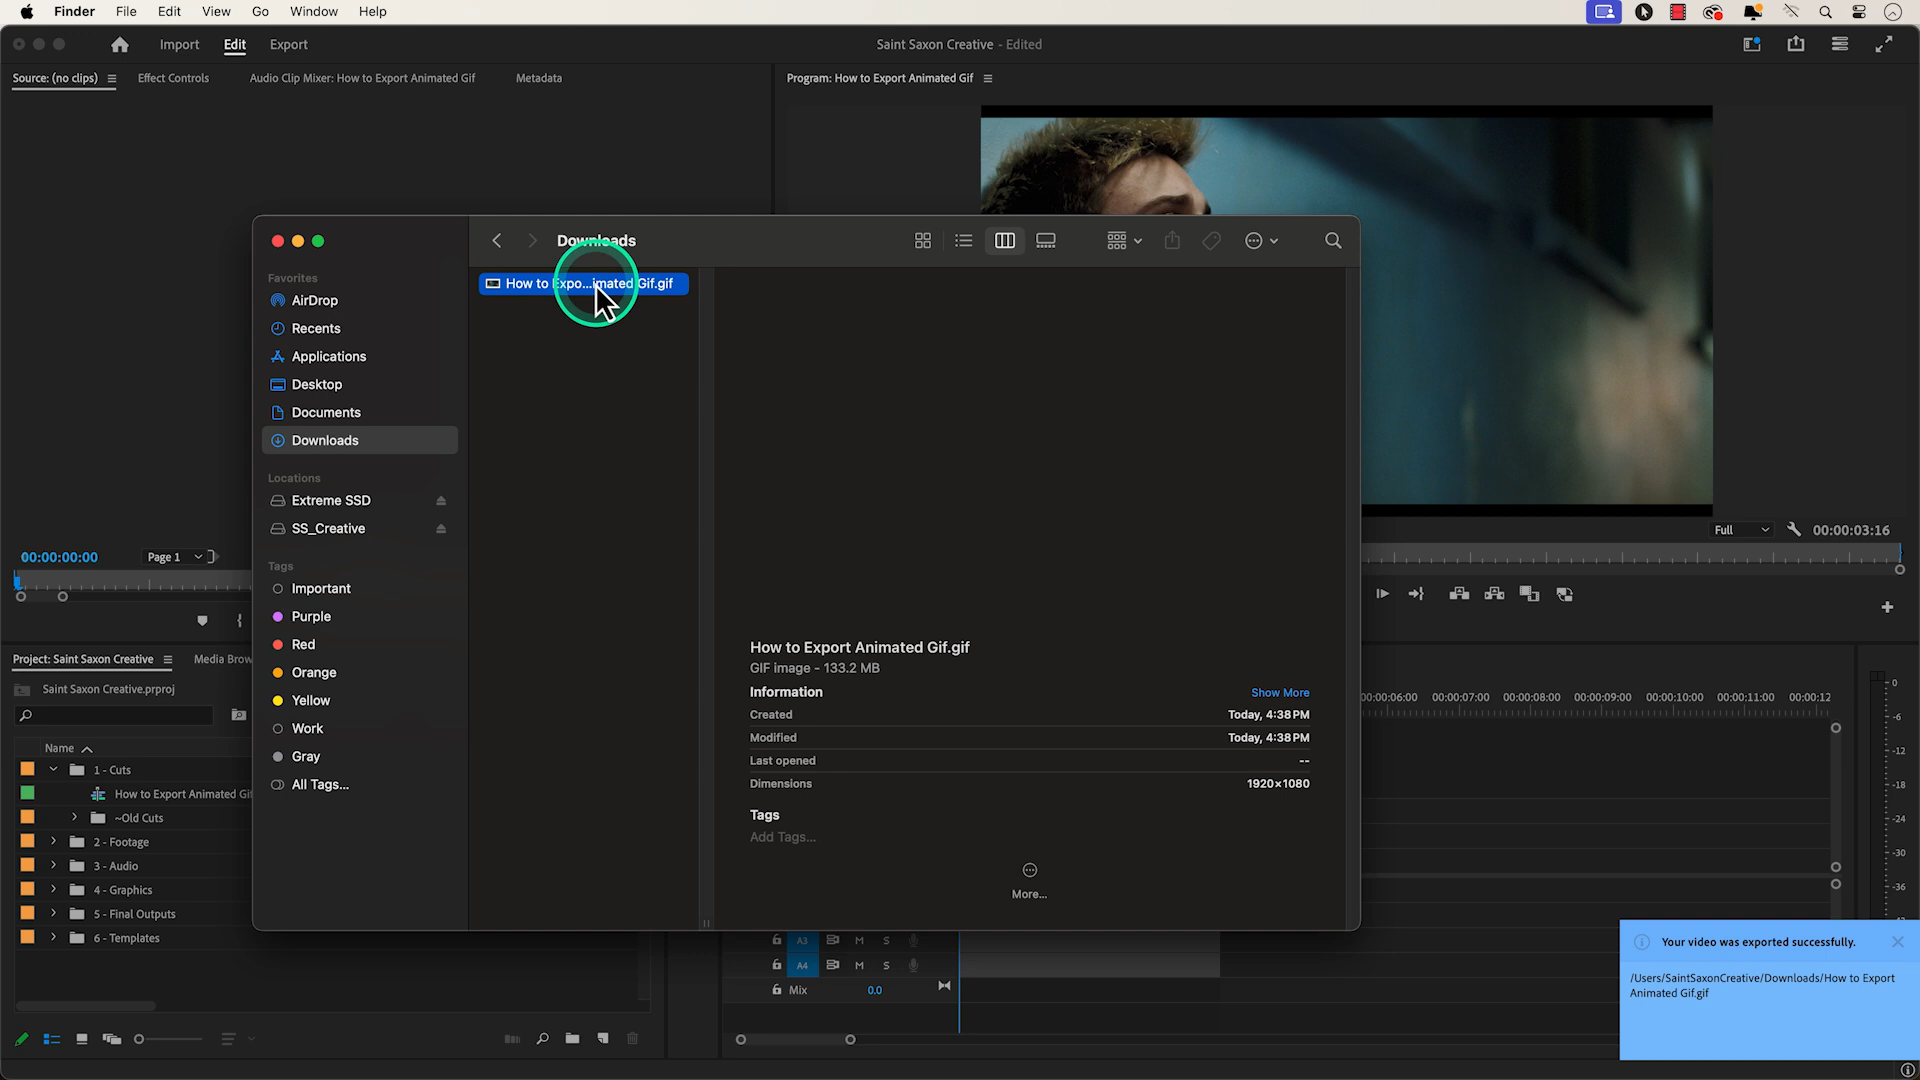 Finder File Edit View Go Window Help
Import Edit Export
Saint Saxon Creative - Edited
Source: (no clips) Effect Controls Audio Clip Mixer: How to Export Animated Gif Metadata
Program: How to Export Animated Gif
Downloads
How to Expo...imated Gif.gif
Favorites
AirDrop
Recents
Applications
Desktop
Documents
Downloads
Locations
Extreme SSD
SS_Creative
Tags
Important
Purple
Red
Orange
Yellow
Work
Gray
All Tags...
How to Export Animated Gif.gif
GIF image - 133.2 MB
Information Show More
Created Today, 4:38 PM
Modified Today, 4:38 PM
Last opened --
Dimensions 1920×1080
Tags
Add Tags...
More...
00:00:00:00 Page 1
Full 00:00:03:16
Project: Saint Saxon Creative Media Brow
Saint Saxon Creative.prproj
Name
1 - Cuts
How to Export Animated Gif
~Old Cuts
2 - Footage
3 - Audio
4 - Graphics
5 - Final Outputs
6 - Templates
00:00:06:00 00:00:07:00 00:00:08:00 00:00:09:00 00:00:10:00 00:00:11:00 00:00:12
0
-6
-12
-18
-24
-30
-36
A3 M S
A4 M S
Mix 0.0
Your video was exported successfully.
/Users/SaintSaxonCreative/Downloads/How to Export
Animated Gif.gif